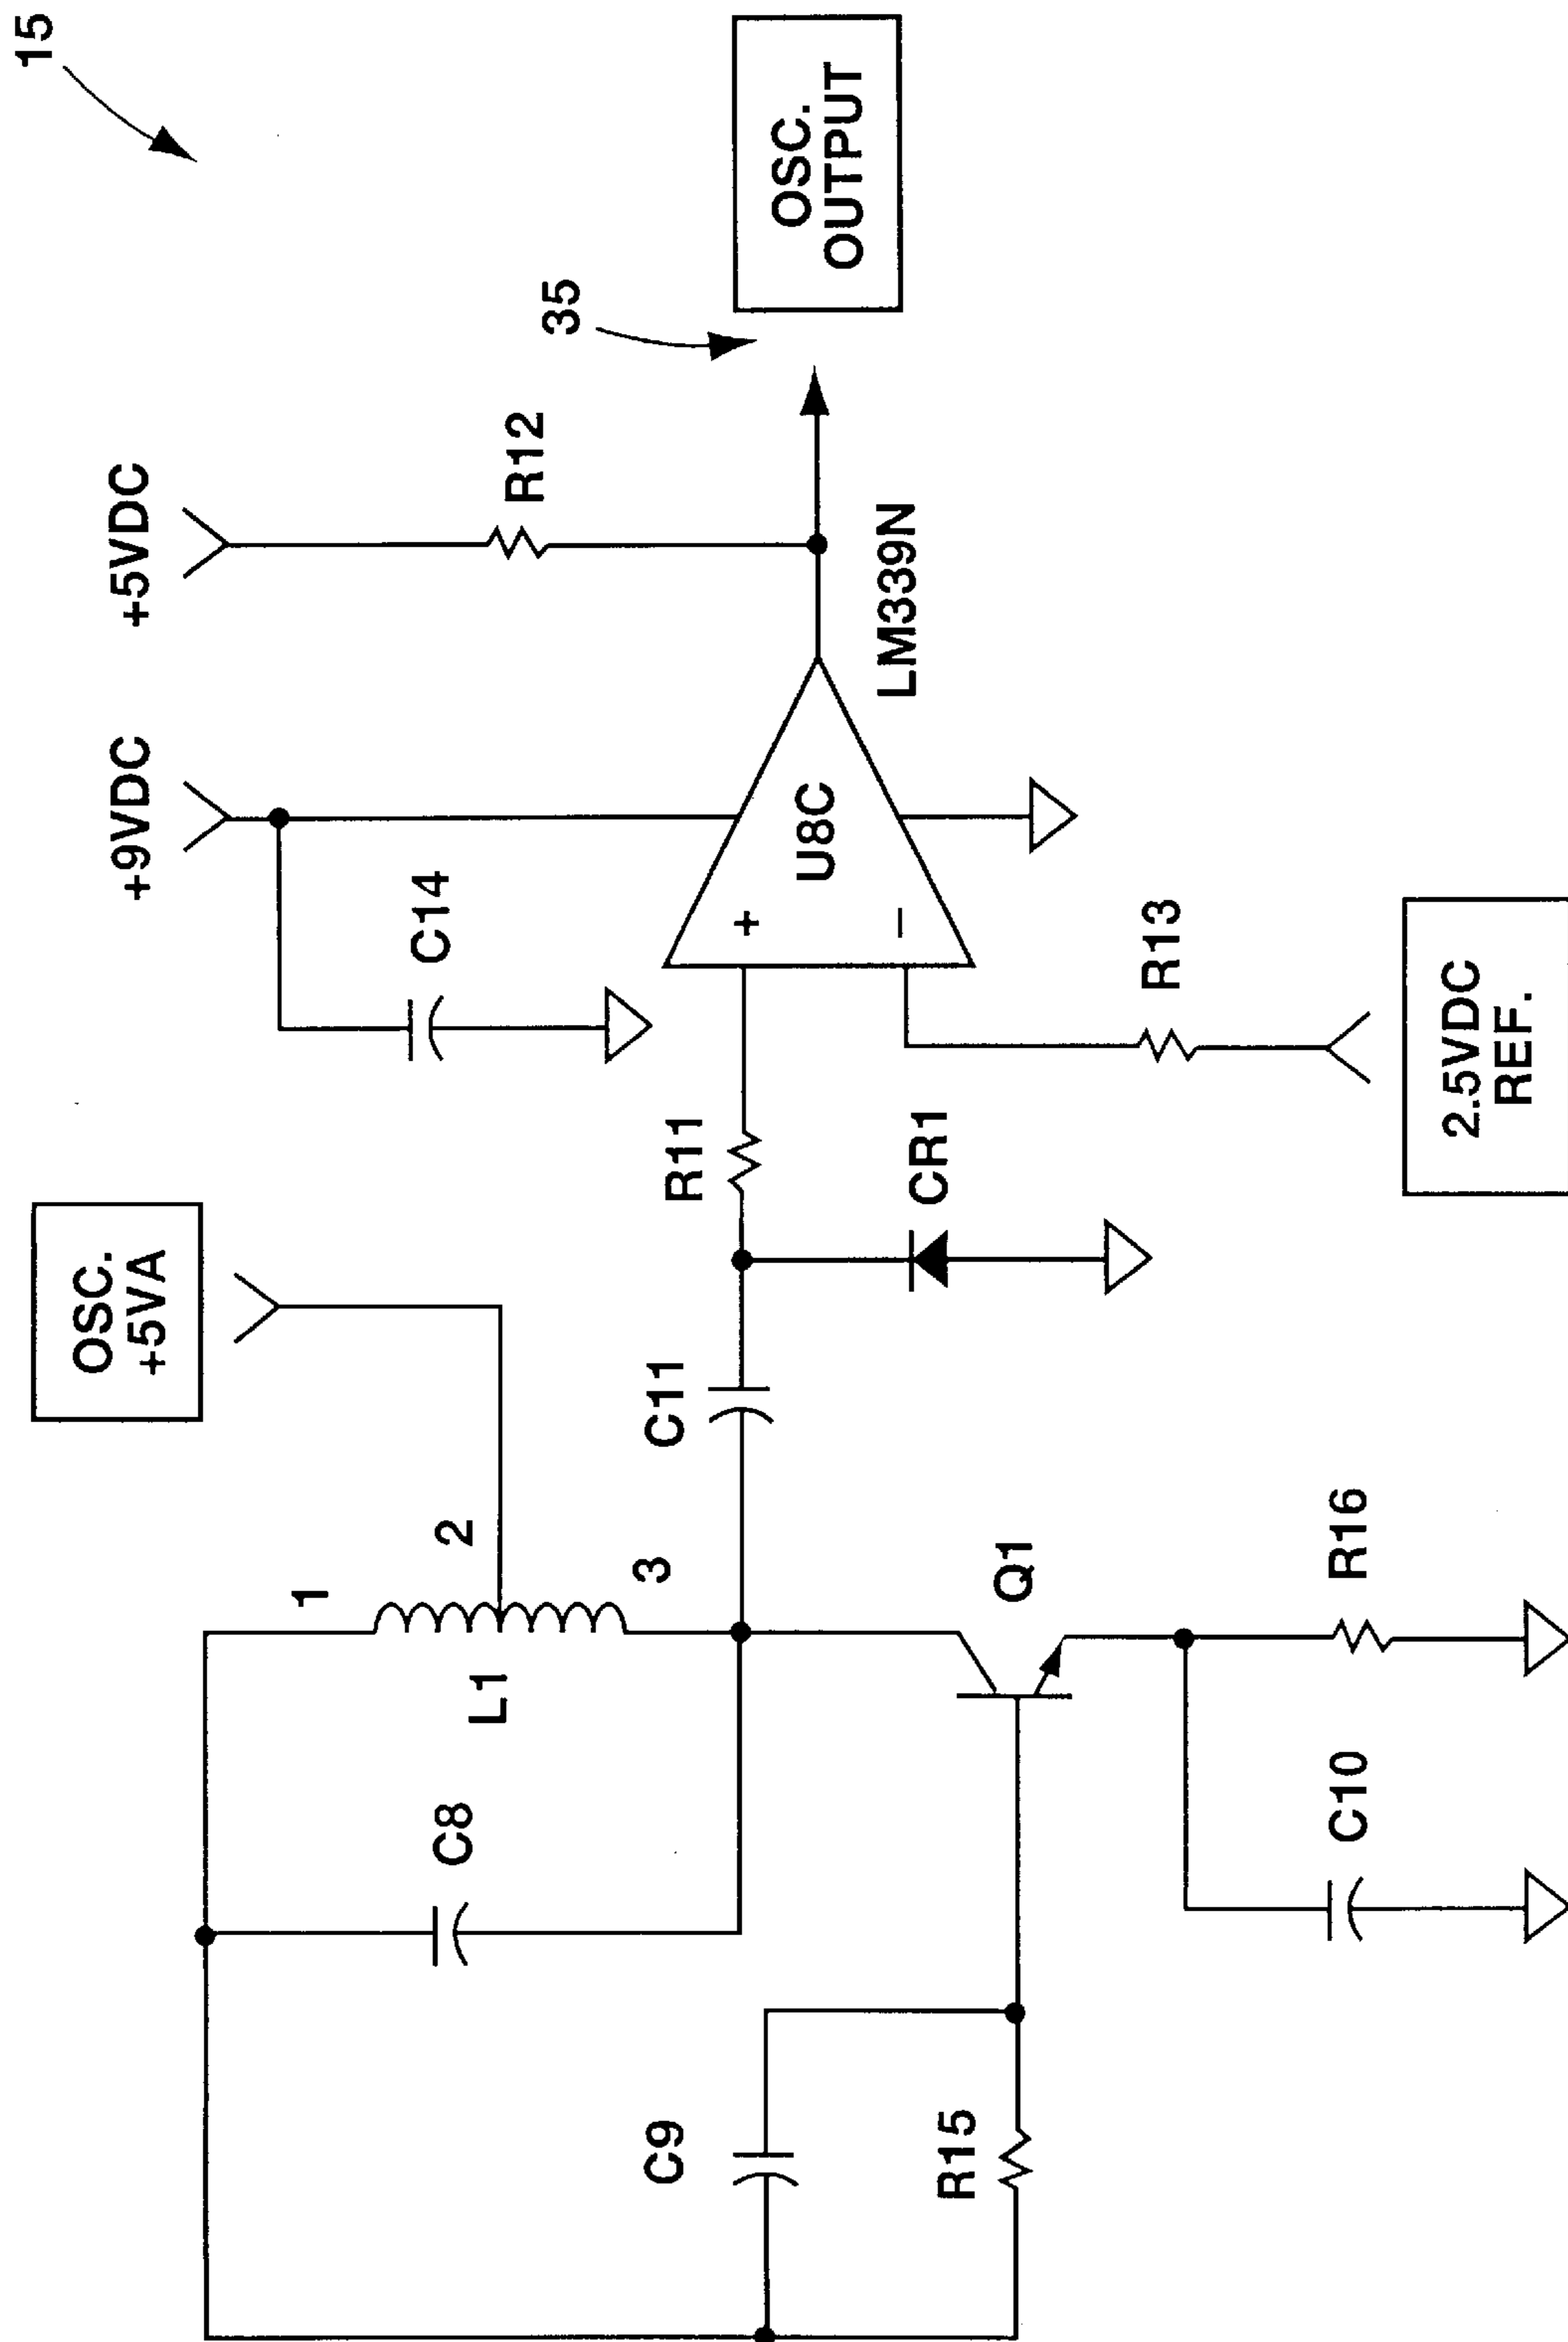 15
OSC.
+5VA
+9VDC
+5VDC
1
2
3
L1
C8
C14
R12
35
OSC.
OUTPUT
C9
C11
R11
+
−
U8C
LM339N
R15
Q1
CR1
R13
C10
R16
2.5VDC
REF.